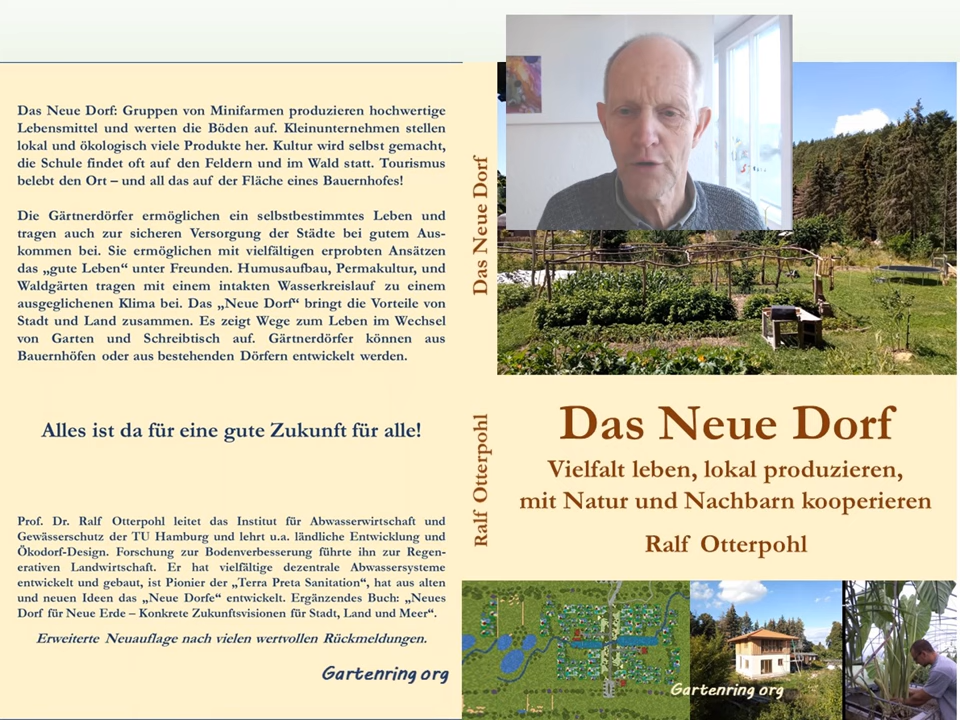 Das Neue Dorf: Gruppen von Minifarmen produzieren hochwertige
Lebensmittel und werten die Böden auf. Kleinunternehmen stellen
lokal und ökologisch viele Produkte her. Kultur wird selbst gemacht,
die Schule findet oft auf den Feldern und im Wald statt. Tourismus
belebt den Ort – und all das auf der Fläche eines Bauernhofes!
Die Gärtnerdörfer ermöglichen ein selbstbestimmtes Leben und
tragen auch zur sicheren Versorgung der Städte bei gutem Aus-
kommen bei. Sie ermöglichen mit vielfältigen erprobten Ansätzen
das „gute Leben“ unter Freunden. Humusaufbau, Permakultur, und
Waldgärten tragen mit einem intakten Wasserkreislauf zu einem
ausgeglichenen Klima bei. Das „Neue Dorf“ bringt die Vorteile von
Stadt und Land zusammen. Es zeigt Wege zum Leben im Wechsel
von Garten und Schreibtisch auf. Gärtnerdörfer können aus
Bauernhöfen oder aus bestehenden Dörfern entwickelt werden.
Alles ist da für eine gute Zukunft für alle!
Prof. Dr. Ralf Otterpohl leitet das Institut für Abwasserwirtschaft und
Gewässerschutz der TU Hamburg und lehrt u.a. ländliche Entwicklung und
Ökodorf-Design. Forschung zur Bodenverbesserung führte ihn zur Regen-
erativen Landwirtschaft. Er hat vielfältige dezentrale Abwassersysteme
entwickelt und gebaut, ist Pionier der „Terra Preta Sanitation“, hat aus alten
und neuen Ideen das „Neue Dorfe“ entwickelt. Ergänzendes Buch: „Neues
Dorf für Neue Erde – Konkrete Zukunftsvisionen für Stadt, Land und Meer“.
Erweiterte Neuauflage nach vielen wertvollen Rückmeldungen.
Gartenring org
Das Neue Dorf
Ralf Otterpohl
Das Neue Dorf
Vielfalt leben, lokal produzieren,
mit Natur und Nachbarn kooperieren
Ralf Otterpohl
Gartenring org